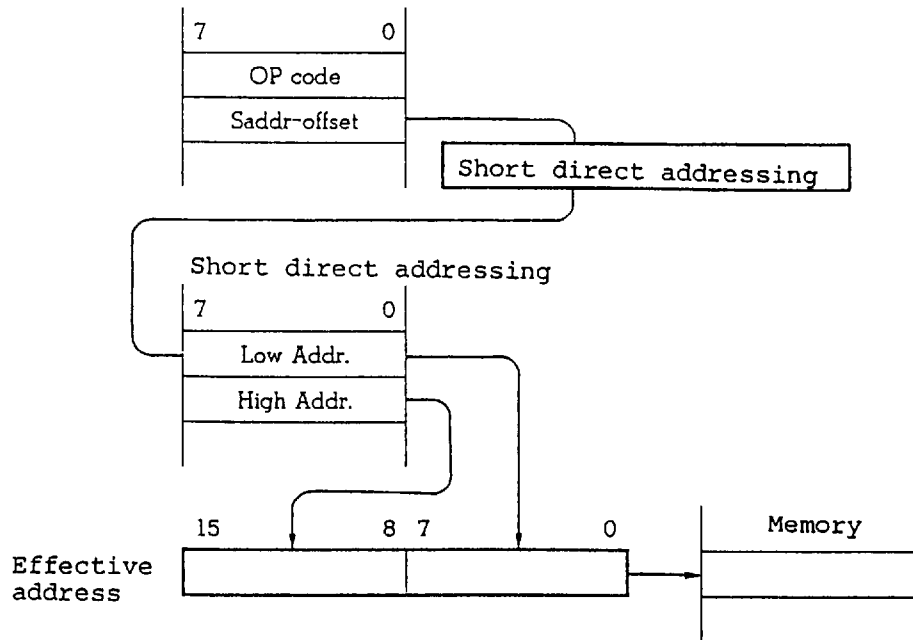 7 0
OP code
Saddr-offset
Short direct addressing
Short direct addressing
7 0
Low Addr.
High Addr.
15 8 7 0
Memory
Effective
address